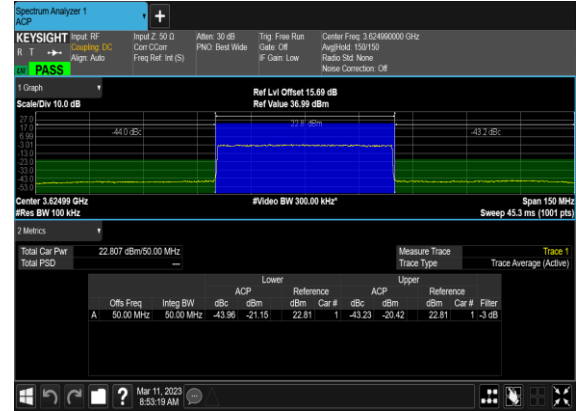 Spectrum Analyzer 1
ACP
+
KEYSIGHT Input: RF Input Z: 50 Ω Atten: 30 dB Trig: Free Run Center Freq: 3.624990000 GHz
R T Coupling: DC Corr CCorr PNO: Best Wide Gate: Off Avg|Hold: 150/150
Align: Auto Freq Ref: Int (S) IF Gain: Low Radio Std: None
Noise Correction: Off
PASS
1 Graph
Ref Lvl Offset 15.69 dB
Scale/Div 10.0 dB Ref Value 36.99 dBm
27.0
17.0 -44.0 dBc 22.8 dBm -43.2 dBc
6.99
-3.01
-13.0
-23.0
-33.0
-43.0
-53.0
Center 3.62499 GHz #Video BW 300.00 kHz* Span 150 MHz
#Res BW 100 kHz Sweep 45.3 ms (1001 pts)
2 Metrics
Total Car Pwr 22.807 dBm/50.00 MHz Measure Trace Trace 1
Total PSD --- Trace Type Trace Average (Active)
Lower Upper
ACP Reference ACP Reference
Offs Freq Integ BW dBc dBm dBm Car # dBc dBm dBm Car # Filter
A 50.00 MHz 50.00 MHz -43.96 -21.15 22.81 1 -43.23 -20.42 22.81 1 -3 dB
? Mar 11, 2023
8:53:19 AM